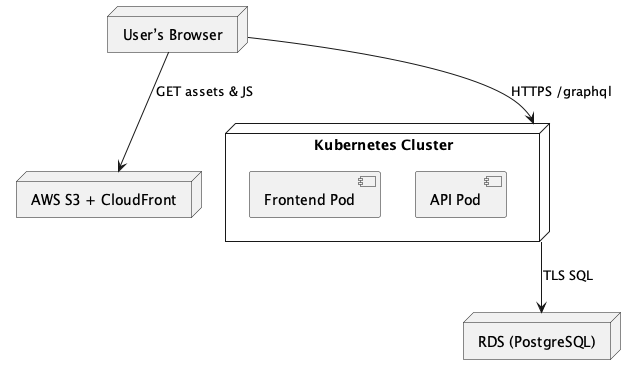 User's Browser
GET assets & JS
HTTPS /graphql
Kubernetes Cluster
Frontend Pod
API Pod
AWS S3 + CloudFront
TLS SQL
RDS (PostgreSQL)